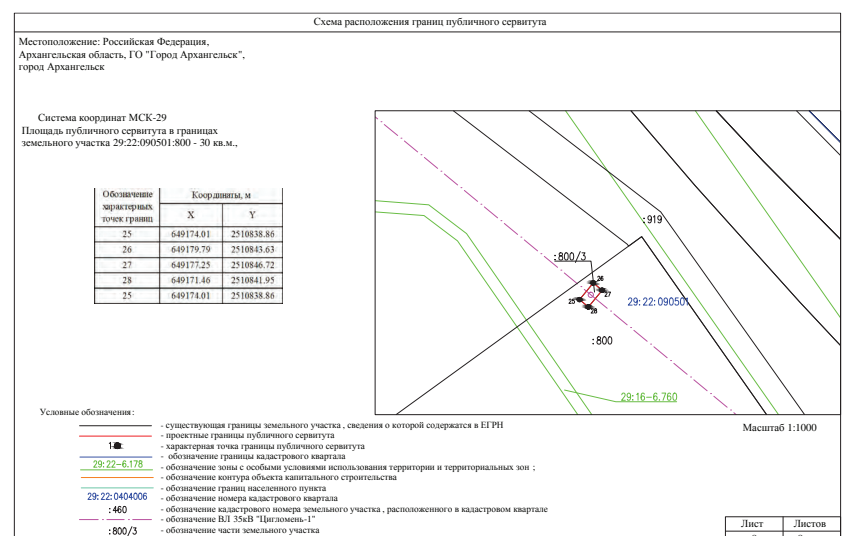 Схема расположения границ публичного сервитута
Местоположение: Российская Федерация,
Архангельская область, ГО "Город Архангельск",
город Архангельск
Система координат МСК-29
Площадь публичного сервитута в границах
земельного участка 29:22:090501:800 - 30 кв.м.,
Обозначение характерных точек границ Координаты, м
X Y
25 649174.01 2510838.86
26 649179.79 2510843.63
27 649177.25 2510846.72
28 649171.46 2510841.95
25 649174.01 2510838.86
:919
:800/3
26
27
25
28
29:22:090501
:800
29:16-6.760
Масштаб 1:1000
Условные обозначения:
- существующая границы земельного участка , сведения о которой содержатся в ЕГРН
- проектные границы публичного сервитута
1 - характерная точка границы публичного сервитута
- обозначение границы кадастрового квартала
29:22-6.178 - обозначение зоны с особыми условиями использования территории и территориальных зон ;
- обозначение контура объекта капитального строительства
- обозначение границ населенного пункта
29:22:0404006 - обозначение номера кадастрового квартала
:460 - обозначение кадастрового номера земельного участка , расположенного в кадастровом квартале
- обозначение ВЛ 35кВ "Цигломень-1"
:800/3 - обозначение части земельного участка
Лист Листов